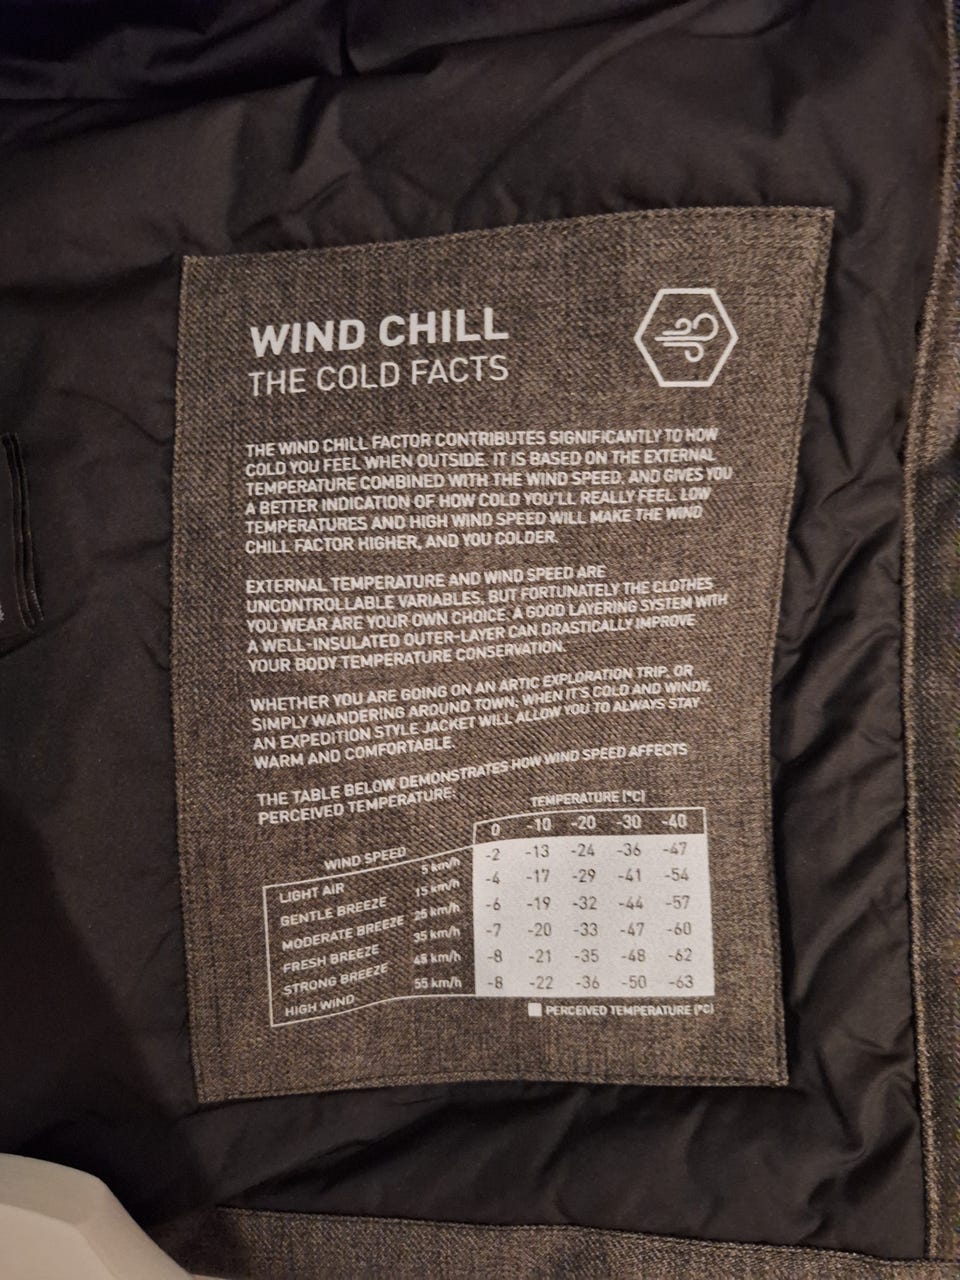 WIND CHILL
THE COLD FACTS
THE WIND CHILL FACTOR CONTRIBUTES SIGNIFICANTLY TO HOW
COLD YOU FEEL WHEN OUTSIDE. IT IS BASED ON THE EXTERNAL
TEMPERATURE COMBINED WITH THE WIND SPEED, AND GIVES YOU
A BETTER INDICATION OF HOW COLD YOU'LL REALLY FEEL. LOW
TEMPERATURES AND HIGH WIND SPEED WILL MAKE THE WIND
CHILL FACTOR HIGHER, AND YOU COLDER.
EXTERNAL TEMPERATURE AND WIND SPEED ARE
UNCONTROLLABLE VARIABLES, BUT FORTUNATELY THE CLOTHES
YOU WEAR ARE YOUR OWN CHOICE. A GOOD LAYERING SYSTEM WITH
A WELL-INSULATED OUTER-LAYER CAN DRASTICALLY IMPROVE
YOUR BODY TEMPERATURE CONSERVATION.
WHETHER YOU ARE GOING ON AN ARTIC EXPLORATION TRIP, OR
SIMPLY WANDERING AROUND TOWN; WHEN IT'S COLD AND WINDY,
AN EXPEDITION STYLE JACKET WILL ALLOW YOU TO ALWAYS STAY
WARM AND COMFORTABLE.
THE TABLE BELOW DEMONSTRATES HOW WIND SPEED AFFECTS
PERCEIVED TEMPERATURE:
TEMPERATURE (°C)
0 -10 -20 -30 -40
WIND SPEED
LIGHT AIR 5 km/h -2 -13 -24 -36 -47
GENTLE BREEZE 15 km/h -4 -17 -29 -41 -54
MODERATE BREEZE 25 km/h -6 -19 -32 -44 -57
FRESH BREEZE 35 km/h -7 -20 -33 -47 -60
STRONG BREEZE 45 km/h -8 -21 -35 -48 -62
HIGH WIND 55 km/h -8 -22 -36 -50 -63
PERCEIVED TEMPERATURE (°C)